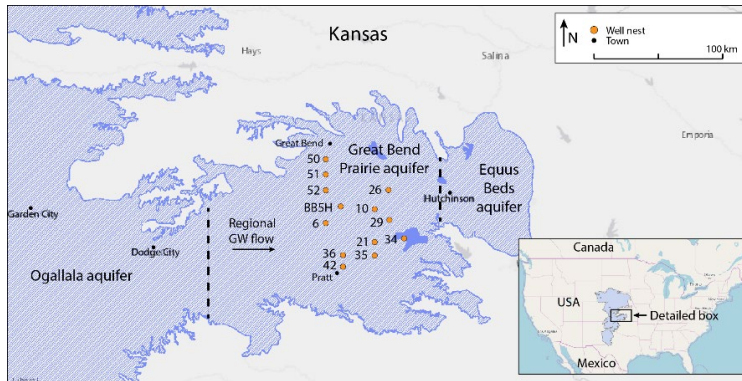 Kansas
N
Well nest
Town
100 km
Hays
Salina
Great Bend
Great Bend
Prairie aquifer
50
51
52
26
Emporia
Equus
Beds
aquifer
Hutchinson
BB5H
10
Garden City
Regional
GW flow
6
29
34
21
Dodge City
36
35
42
Pratt
Ogallala aquifer
Canada
USA
Detailed box
Mexico